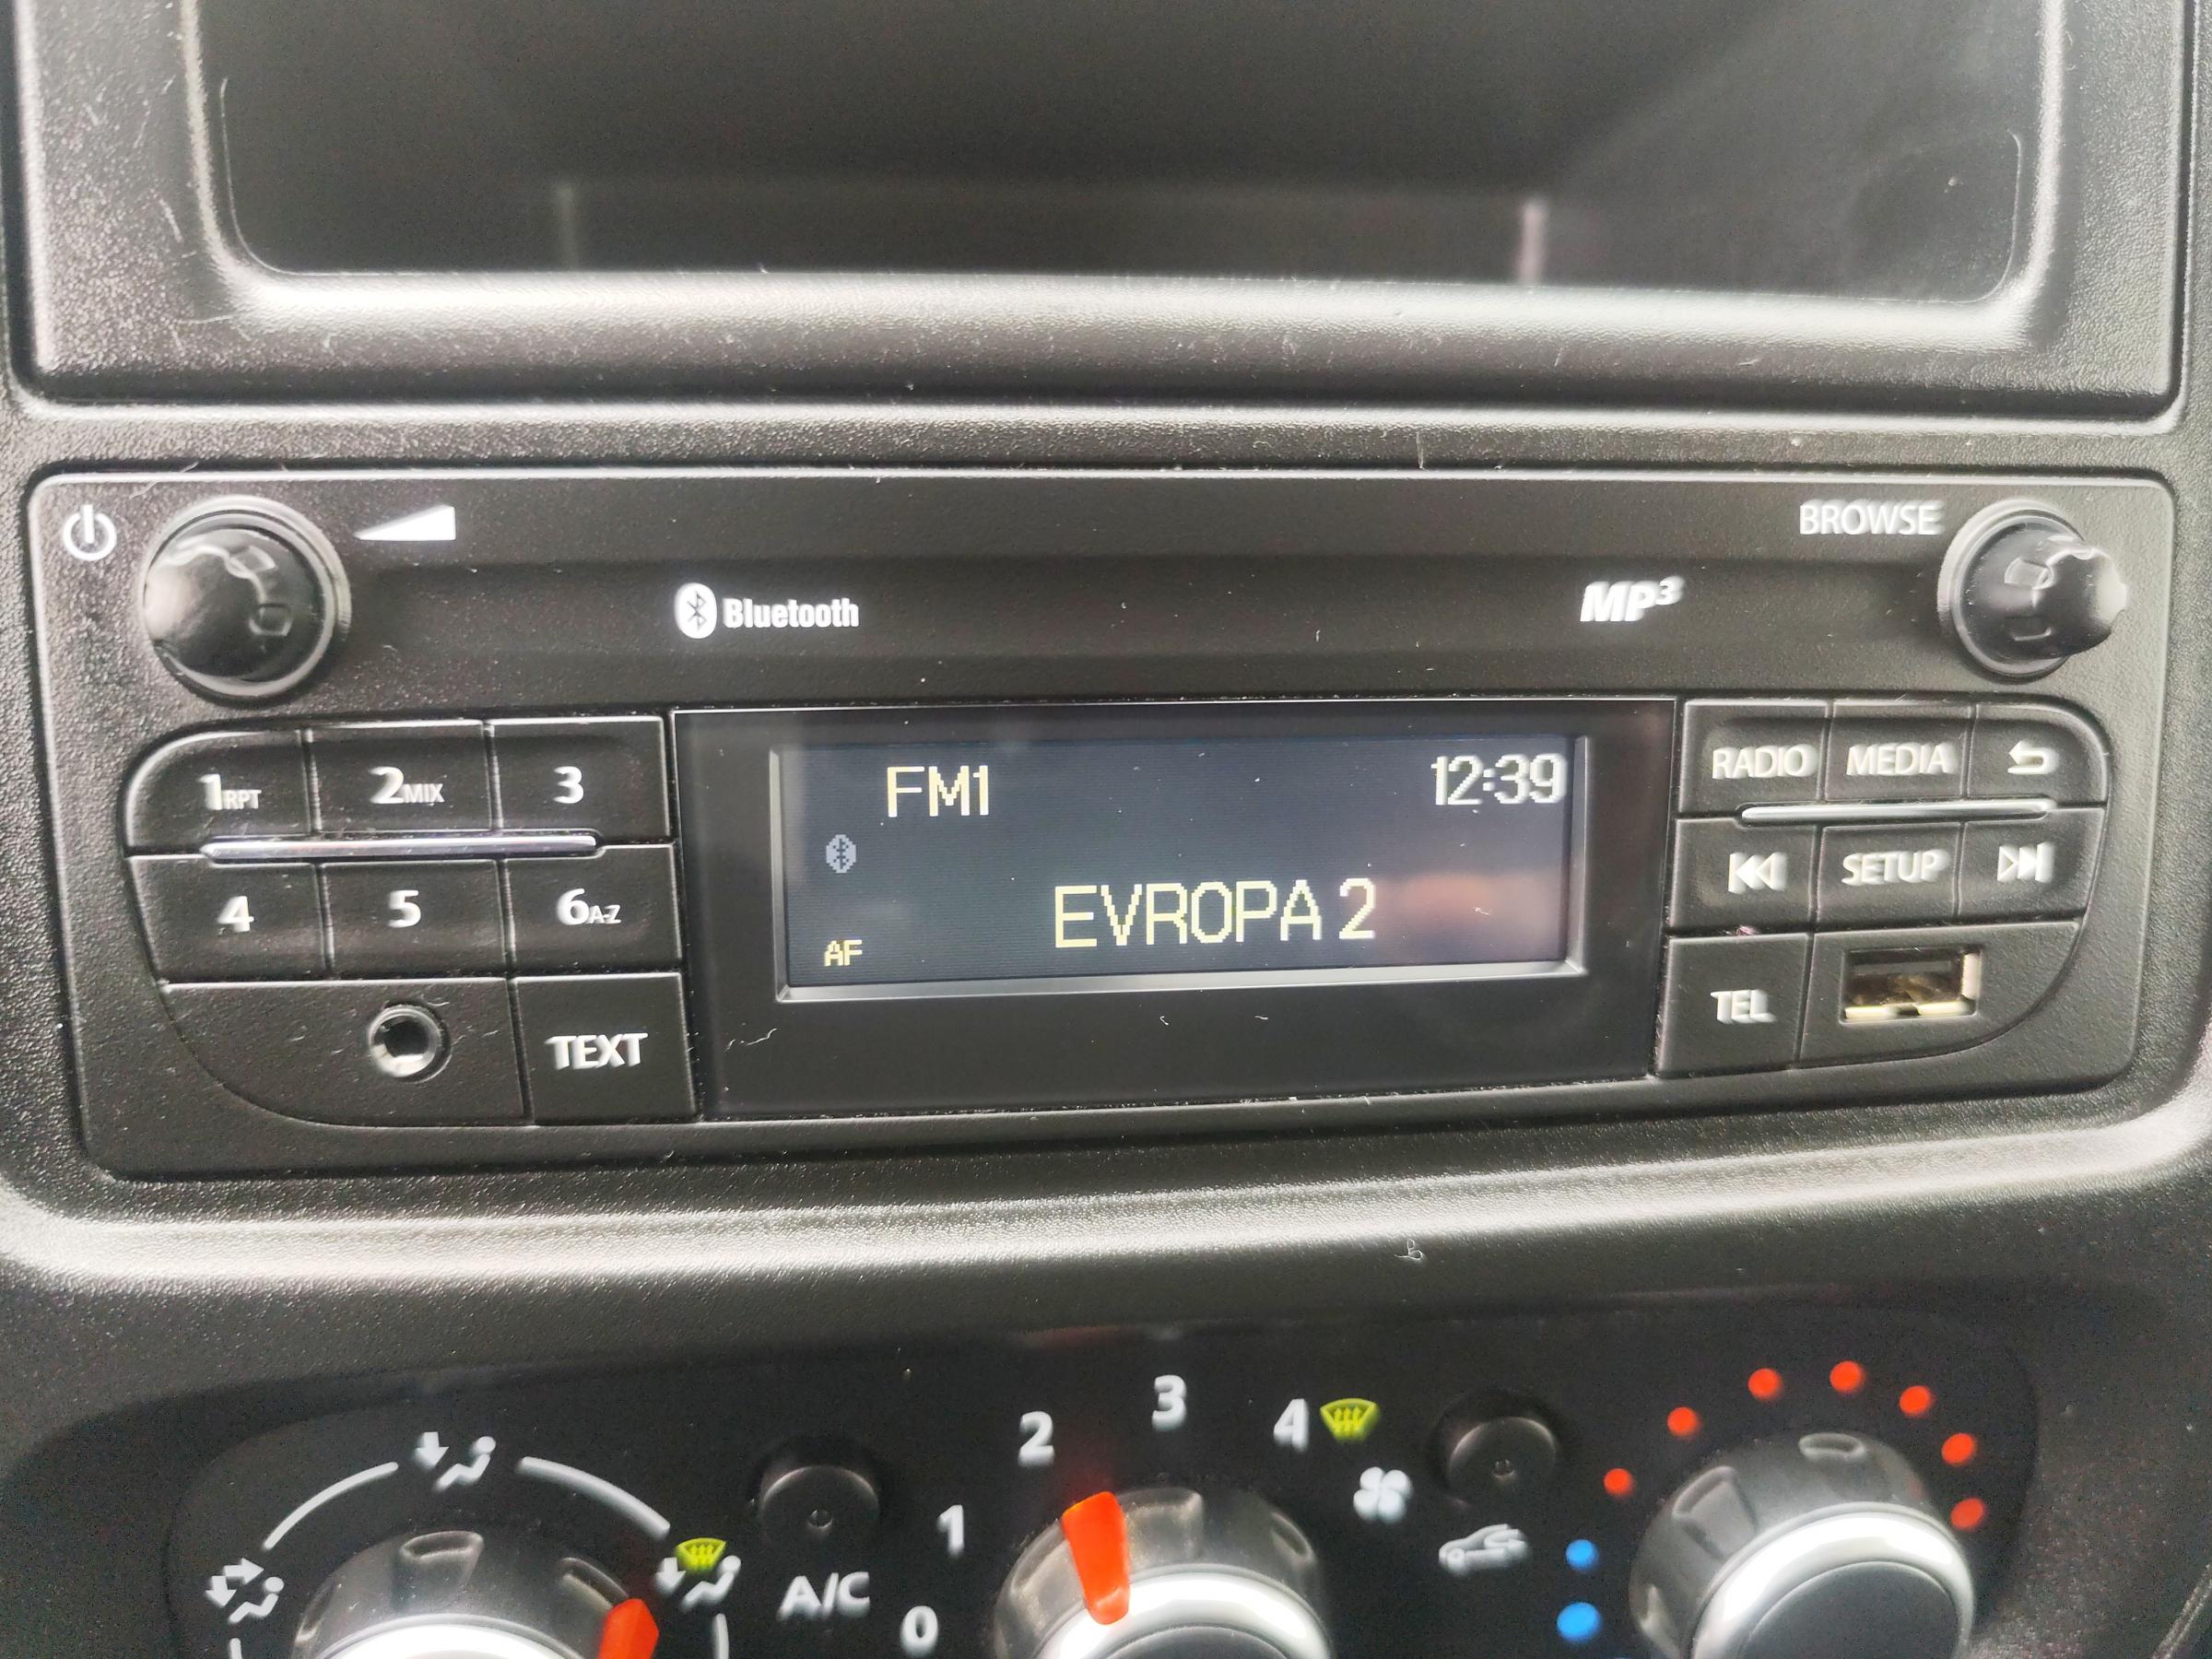 BROWSE
Bluetooth
MP3
1RPT
2MIX
3
FM1
12:39
RADIO
MEDIA
4
5
6A-Z
EVROPA 2
AF
SETUP
TEXT
TEL
2
3
4
1
A/C
0